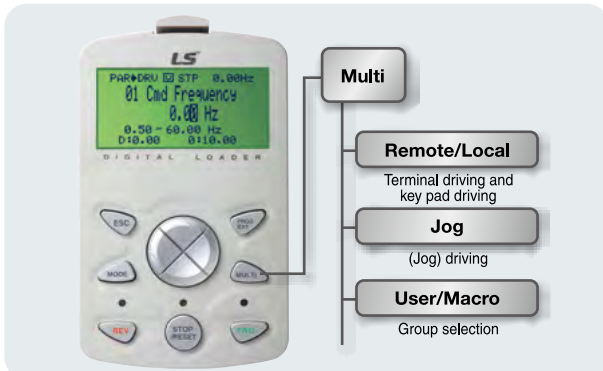 LS
PAR➧DRV U STP 0.00Hz
01 Cmd Frequency
0.00 Hz
0.50 ~ 60.00 Hz
D:0.00 0:10.00
DIGITAL LOADER
ESC
PROG
/ENT
MODE
MULTI
REV
STOP
/RESET
FWD
Multi
Remote/Local
Terminal driving and
key pad driving
Jog
(Jog) driving
User/Macro
Group selection